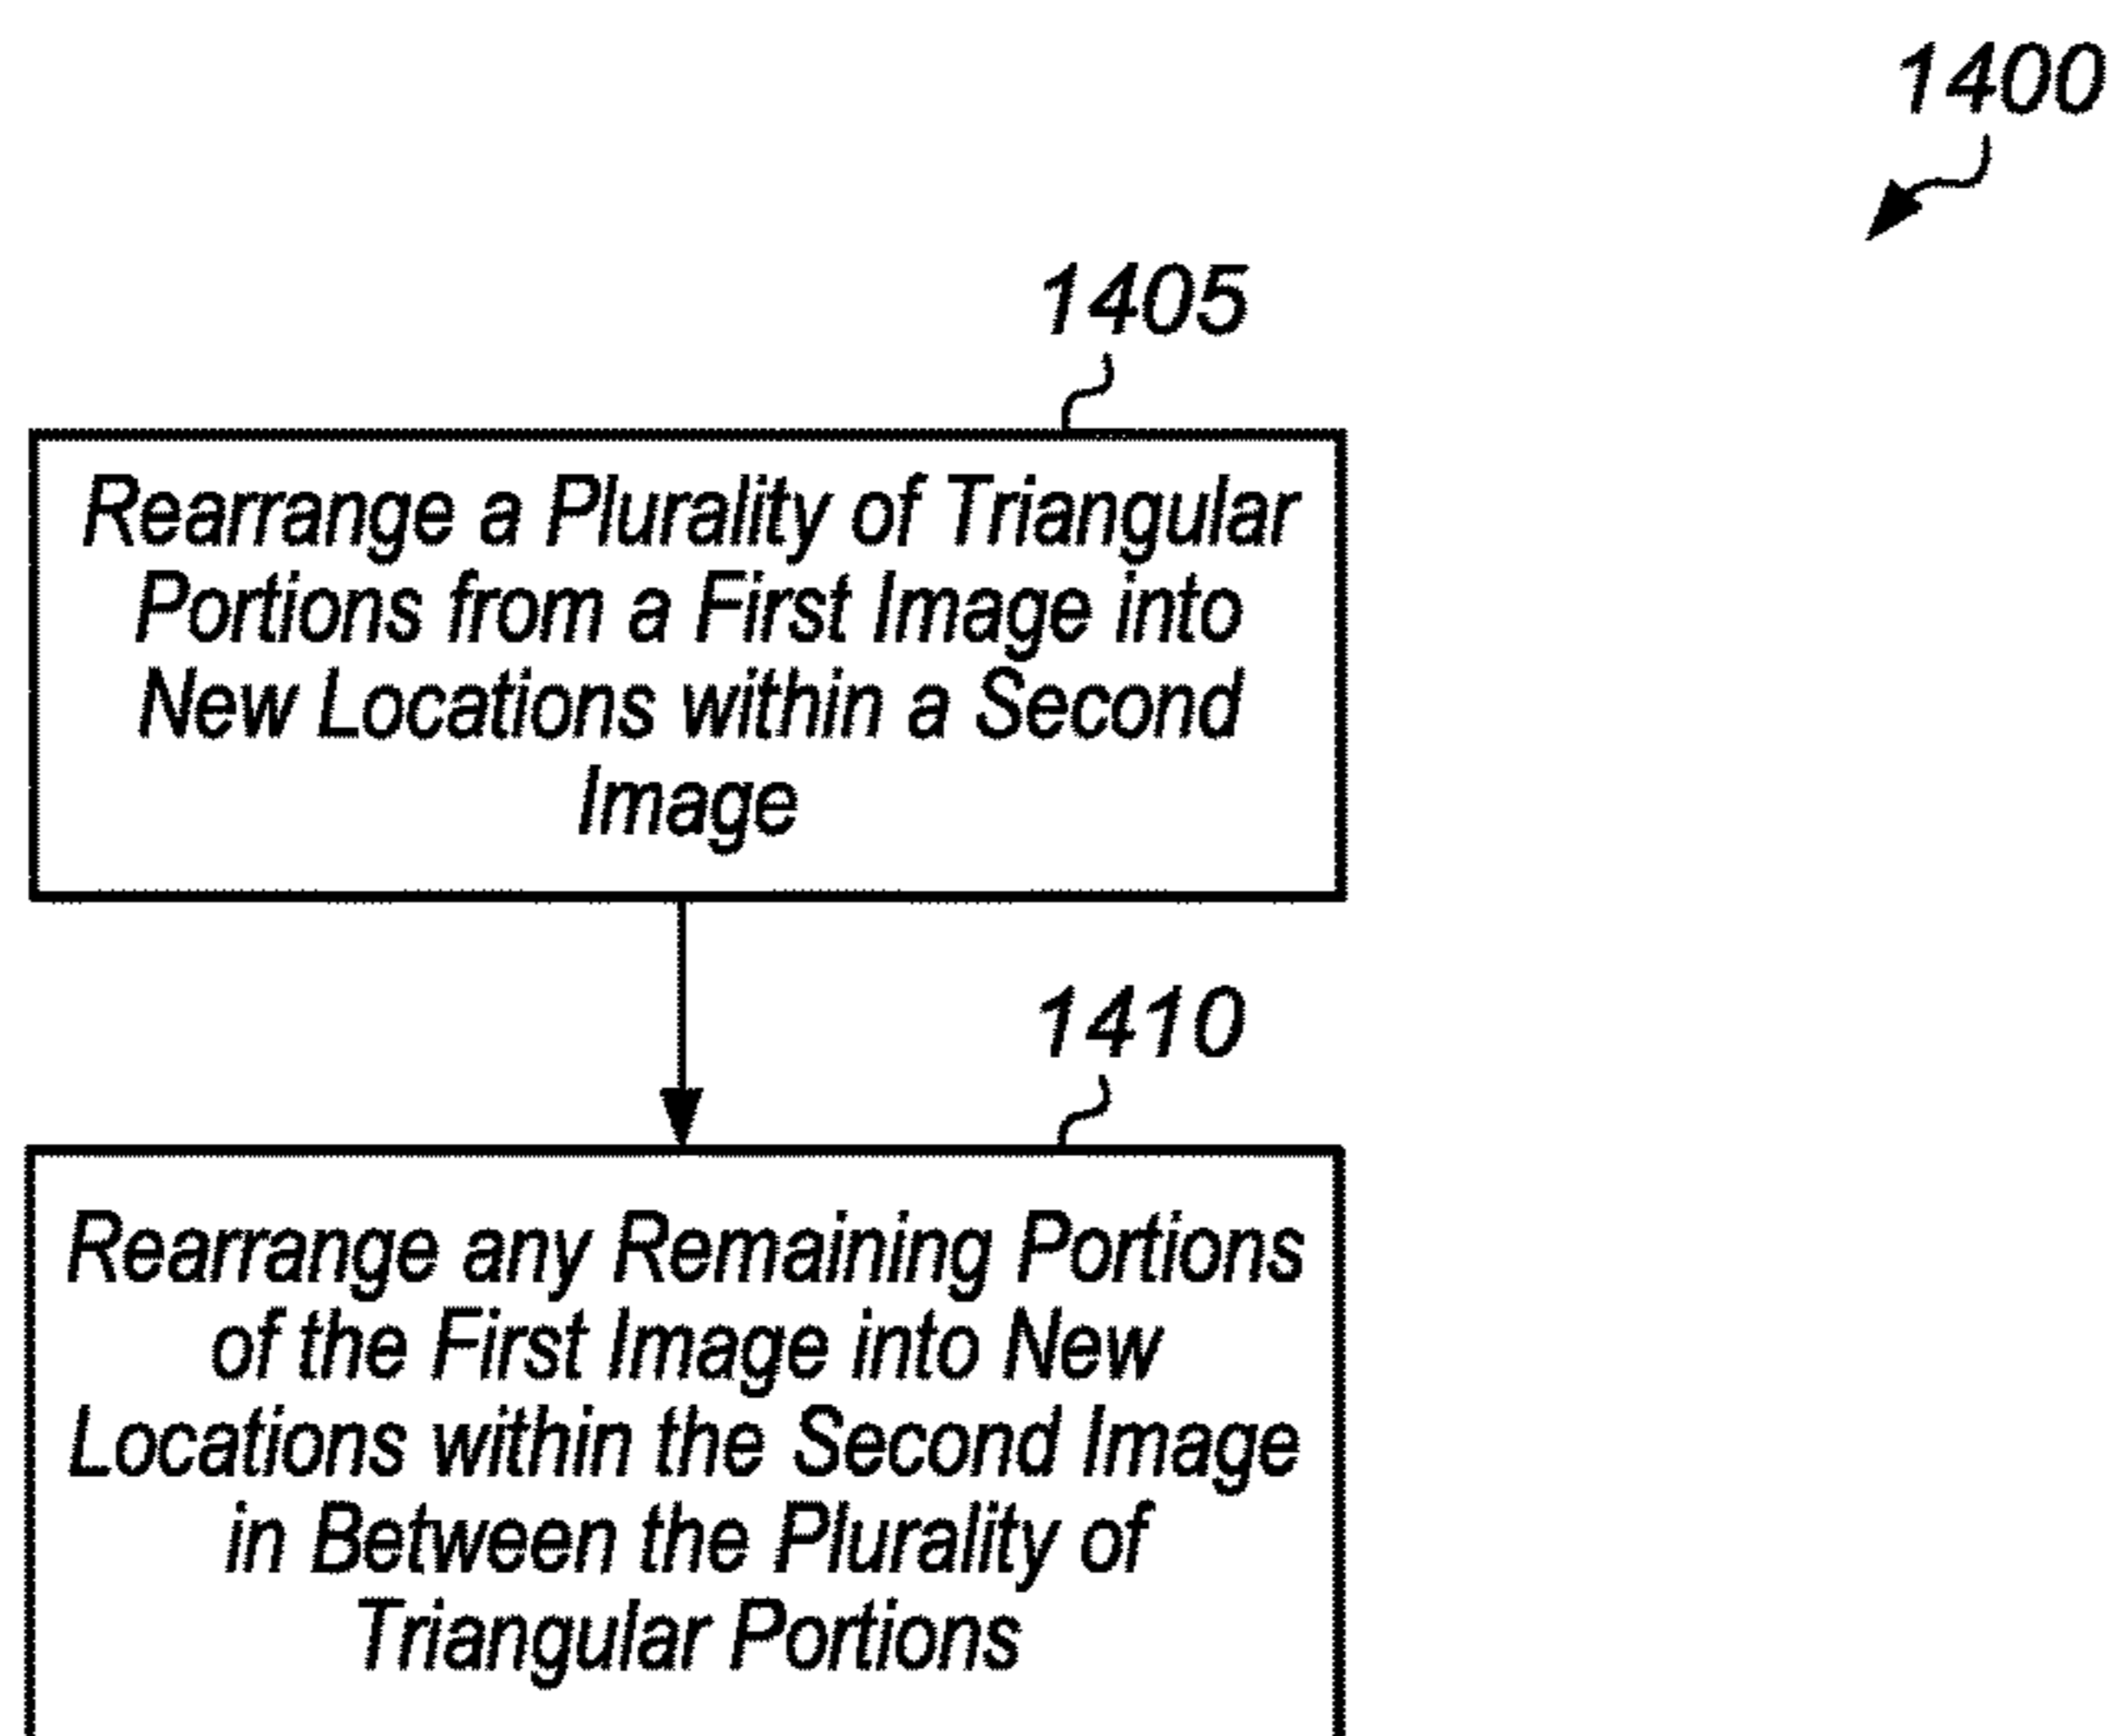 1400
1405
Rearrange a Plurality of Triangular
Portions from a First Image into
New Locations within a Second
Image
1410
Rearrange any Remaining Portions
of the First Image into New
Locations within the Second Image
in Between the Plurality of
Triangular Portions